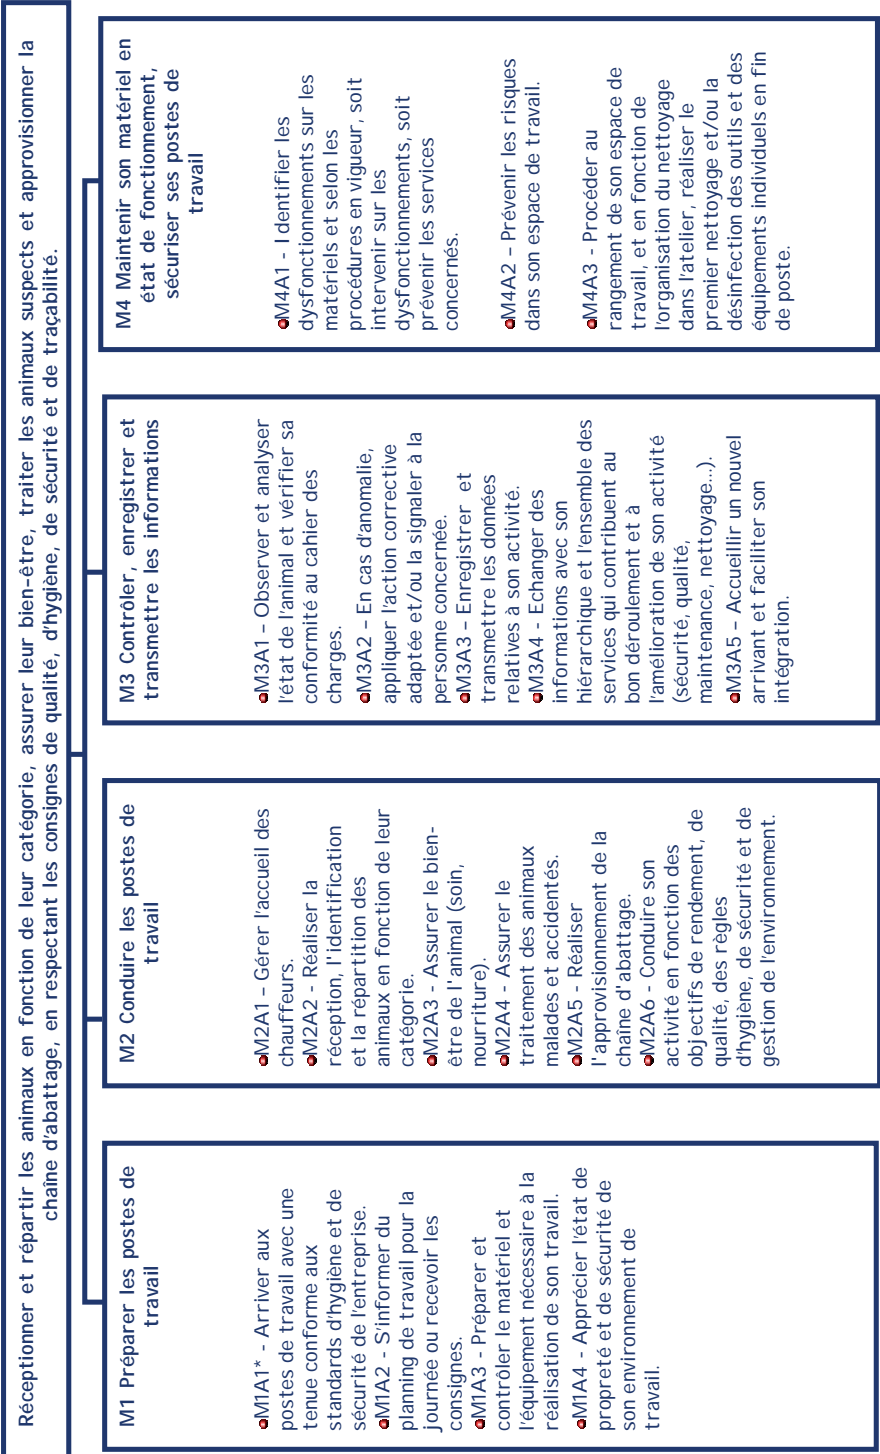 Réceptionner et répartir les animaux en fonction de leur catégorie, assurer leur bien-être, traiter les animaux suspects et approvisionner la
chaîne d'abattage, en respectant les consignes de qualité, d'hygiène, de sécurité et de traçabilité.
M1 Préparer les postes de
travail
M1A1* - Arriver aux
postes de travail avec une
tenue conforme aux
standards d'hygiène et de
sécurité de l'entreprise.
M1A2 - S'informer du
planning de travail pour la
journée ou recevoir les
consignes.
M1A3 - Préparer et
contrôler le matériel et
l'équipement nécessaire à la
réalisation de son travail.
M1A4 - Apprécier l'état de
propreté et de sécurité de
son environnement de
travail.
M2 Conduire les postes de
travail
M2A1 – Gérer l'accueil des
chauffeurs.
M2A2 - Réaliser la
réception, l'identification
et la répartition des
animaux en fonction de leur
catégorie.
M2A3 - Assurer le bien-
être de l'animal (soin,
nourriture).
M2A4 - Assurer le
traitement des animaux
malades et accidentés.
M2A5 - Réaliser
l'approvisionnement de la
chaîne d'abattage.
M2A6 - Conduire son
activité en fonction des
objectifs de rendement, de
qualité, des règles
d'hygiène, de sécurité et de
gestion de l'environnement.
M3 Contrôler, enregistrer et
transmettre les informations
M3A1 – Observer et analyser
l'état de l'animal et vérifier sa
conformité au cahier des
charges.
M3A2 – En cas d'anomalie,
appliquer l'action corrective
adaptée et/ou la signaler à la
personne concernée.
M3A3 – Enregistrer et
transmettre les données
relatives à son activité.
M3A4 - Echanger des
informations avec son
hiérarchique et l'ensemble des
services qui contribuent au
bon déroulement et à
l'amélioration de son activité
(sécurité, qualité,
maintenance, nettoyage...).
M3A5 – Accueillir un nouvel
arrivant et faciliter son
intégration.
M4 Maintenir son matériel en
état de fonctionnement,
sécuriser ses postes de
travail
M4A1 - Identifier les
dysfonctionnements sur les
matériels et selon les
procédures en vigueur, soit
intervenir sur les
dysfonctionnements, soit
prévenir les services
concernés.
M4A2 – Prévenir les risques
dans son espace de travail.
M4A3 - Procéder au
rangement de son espace de
travail, et en fonction de
l'organisation du nettoyage
dans l'atelier, réaliser le
premier nettoyage et/ou la
désinfection des outils et des
équipements individuels en fin
de poste.